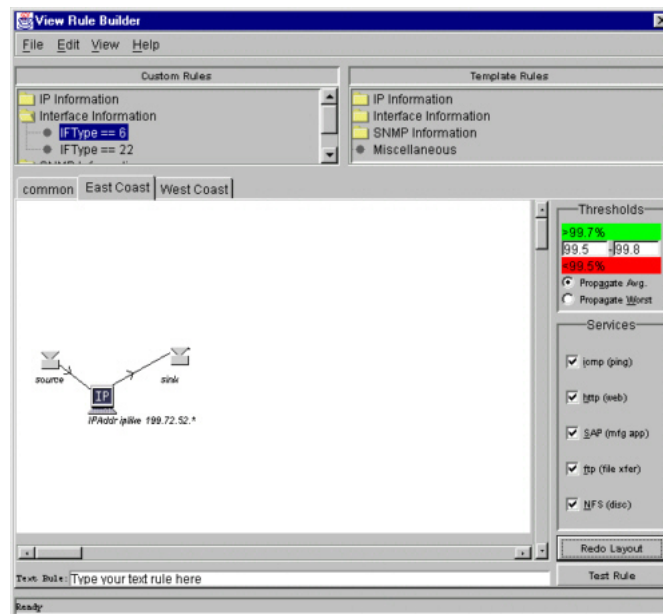 View Rule Builder
File Edit View Help
Custom Rules
IP Information
Interface Information
IFType == 6
IFType == 22
SNMP Information
Template Rules
IP Information
Interface Information
SNMP Information
Miscellaneous
common East Coast West Coast
source
sink
IP
IPAddr iplike 199.72.52.*
Thresholds
>99.7%
99.5 - 99.8
<99.5%
Propagate Avg.
Propagate Worst
Services
icmp (ping)
http (web)
SAP (mfg app)
ftp (file xfer)
NFS (disc)
Redo Layout
Text Rule: Type your text rule here
Test Rule
Ready